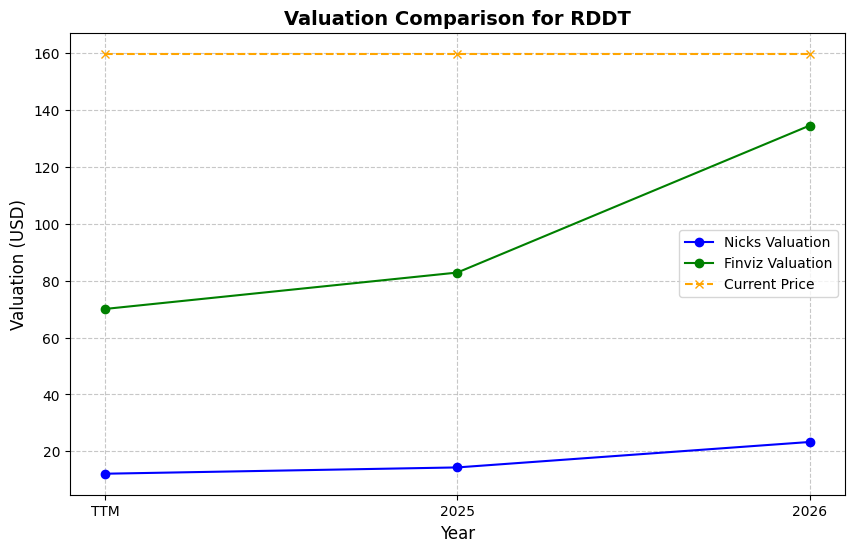 Valuation Comparison for RDDT
160
140
120
100
80
60
40
20
Valuation (USD)
Nicks Valuation
Finviz Valuation
Current Price
TTM
2025
2026
Year